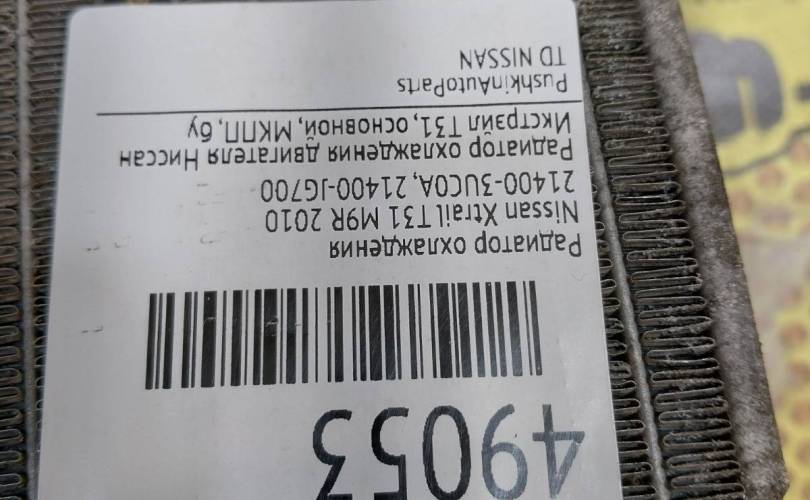 49053
Радиатор охлаждения
Nissan Xtrail T31 M9R 2010
21400-3UC0A, 21400-JG700
Радиатор охлаждения двигателя Ниссан
Икстрэйл Т31, основной, МКПП, бу
PushkinAutoParts
TD NISSAN